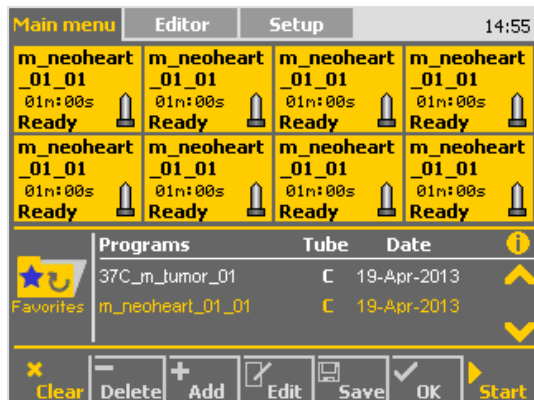 Main menu Editor Setup 14:55
m_neoheart m_neoheart m_neoheart m_neoheart
_01_01 _01_01 _01_01 _01_01
01m:00s 01m:00s 01m:00s 01m:00s
Ready Ready Ready Ready
m_neoheart m_neoheart m_neoheart m_neoheart
_01_01 _01_01 _01_01 _01_01
01m:00s 01m:00s 01m:00s 01m:00s
Ready Ready Ready Ready
Programs Tube Date i
37C_m_tumor_01 C 19-Apr-2013
Favorites m_neoheart_01_01 C 19-Apr-2013
Clear Delete Add Edit Save OK Start